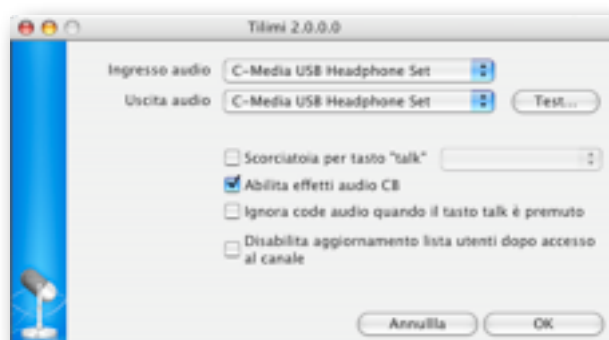 Tilimi 2.0.0.0
Ingresso audio C-Media USB Headphone Set
Uscita audio C-Media USB Headphone Set Test...
Scorciatoia per tasto "talk"
Abilita effetti audio CB
Ignora code audio quando il tasto talk è premuto
Disabilita aggiornamento lista utenti dopo accesso
al canale
Annullla OK